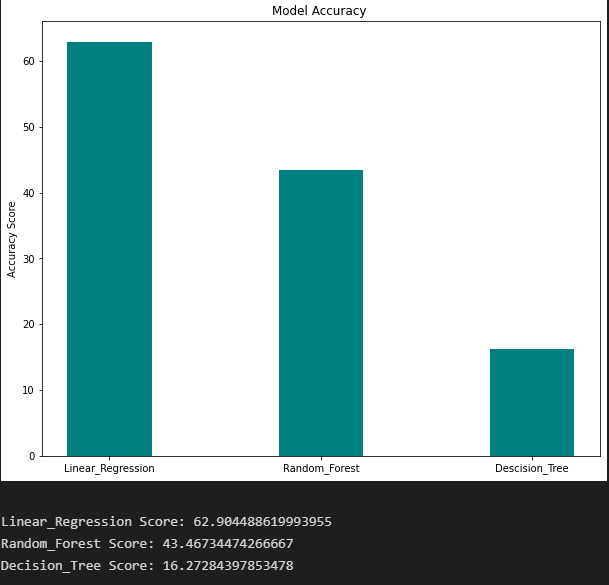 Model Accuracy
Accuracy Score
60
50
40
30
20
10
0
Linear_Regression Random_Forest Descision_Tree
Linear_Regression Score: 62.904488619993955
Random_Forest Score: 43.46734474266667
Decision_Tree Score: 16.27284397853478